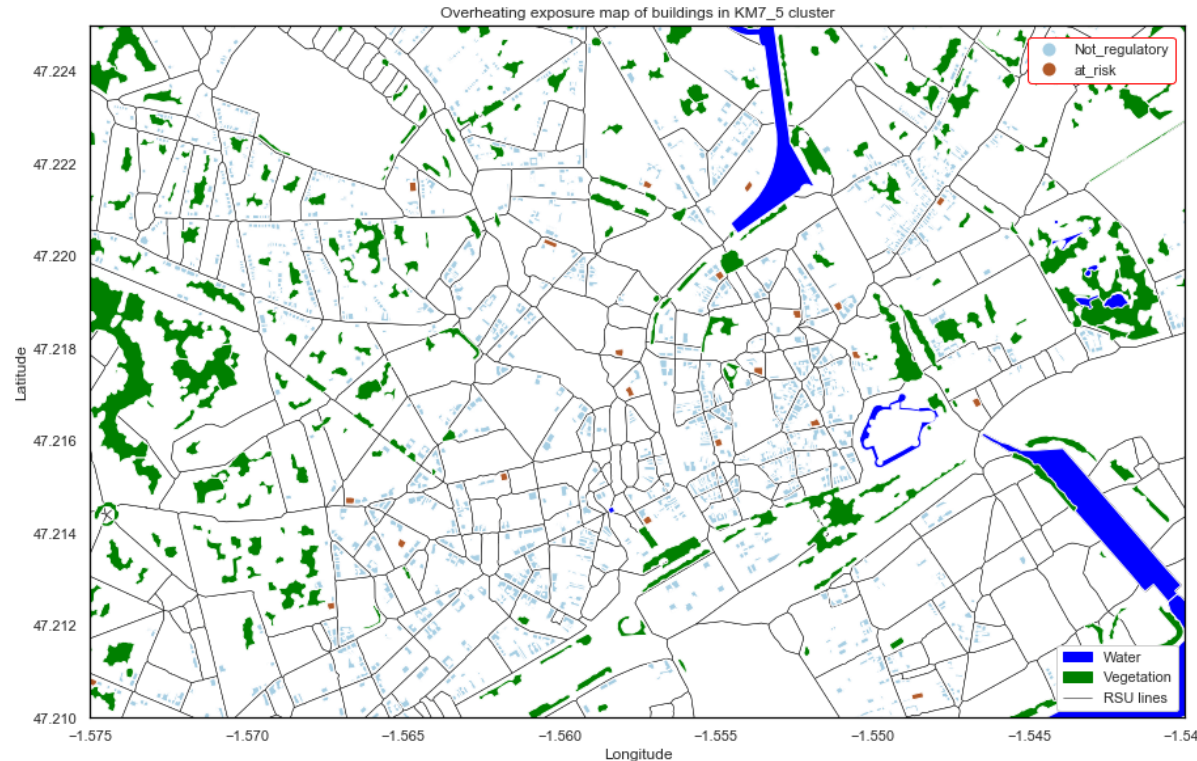 Overheating exposure map of buildings in KM7_5 cluster
Not_regulatory
at_risk
47.224
47.222
47.220
47.218
47.216
47.214
47.212
47.210
Latitude
Water
Vegetation
RSU lines
−1.575
−1.570
−1.565
−1.560
−1.555
−1.550
−1.545
−1.54
Longitude